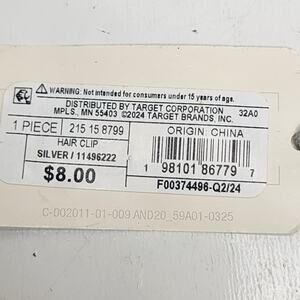 Warning: Not intended for consumers under 15 years of age.
DISTRIBUTED BY TARGET CORPORATION
MPLS., MN 55403 ©2024 TARGET BRANDS, INC. 32A0
1 PIECE 215 15 8799 ORIGIN: CHINA
HAIR CLIP
SILVER / 11496222
1 98101 86779 7
$8.00
F00374496-Q2/24
C-D02011-01-009 AND20_59A01-0325